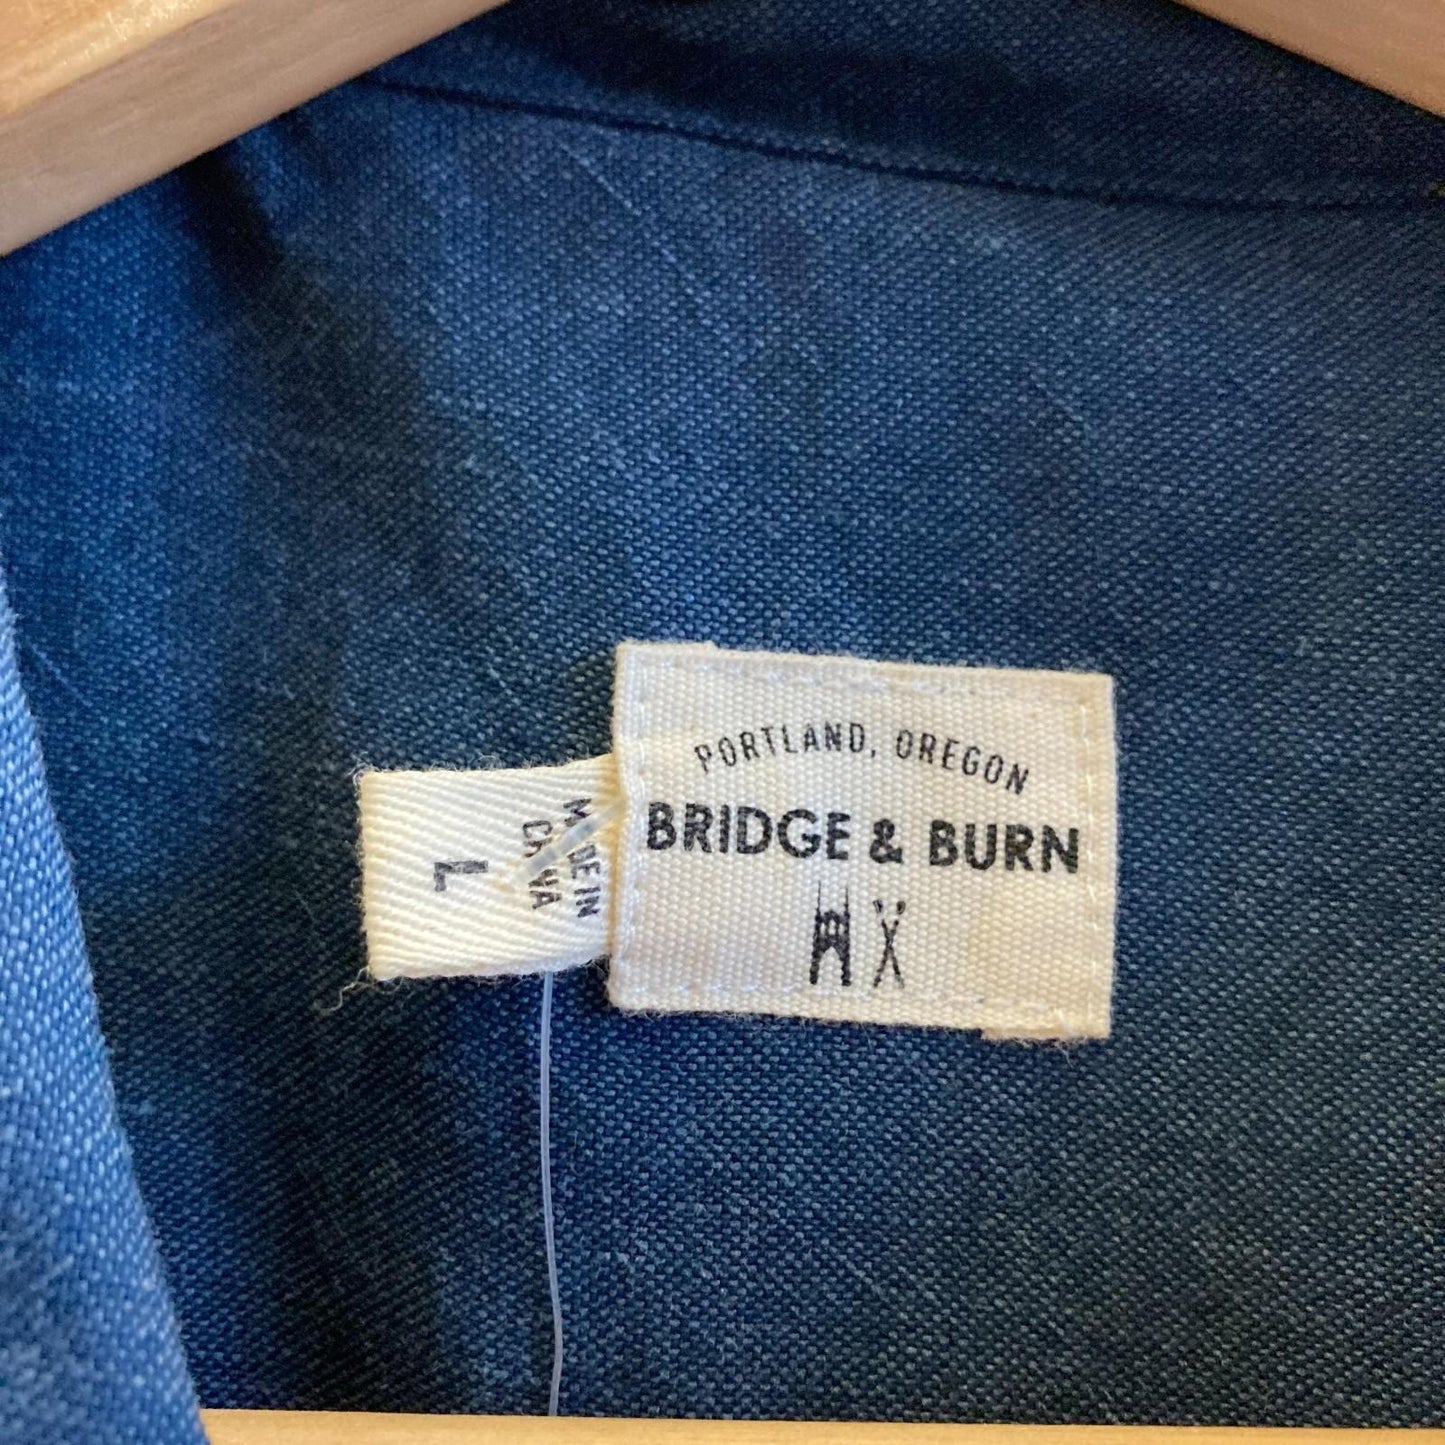 PORTLAND, OREGON
BRIDGE & BURN
MADE IN
CHINA
L